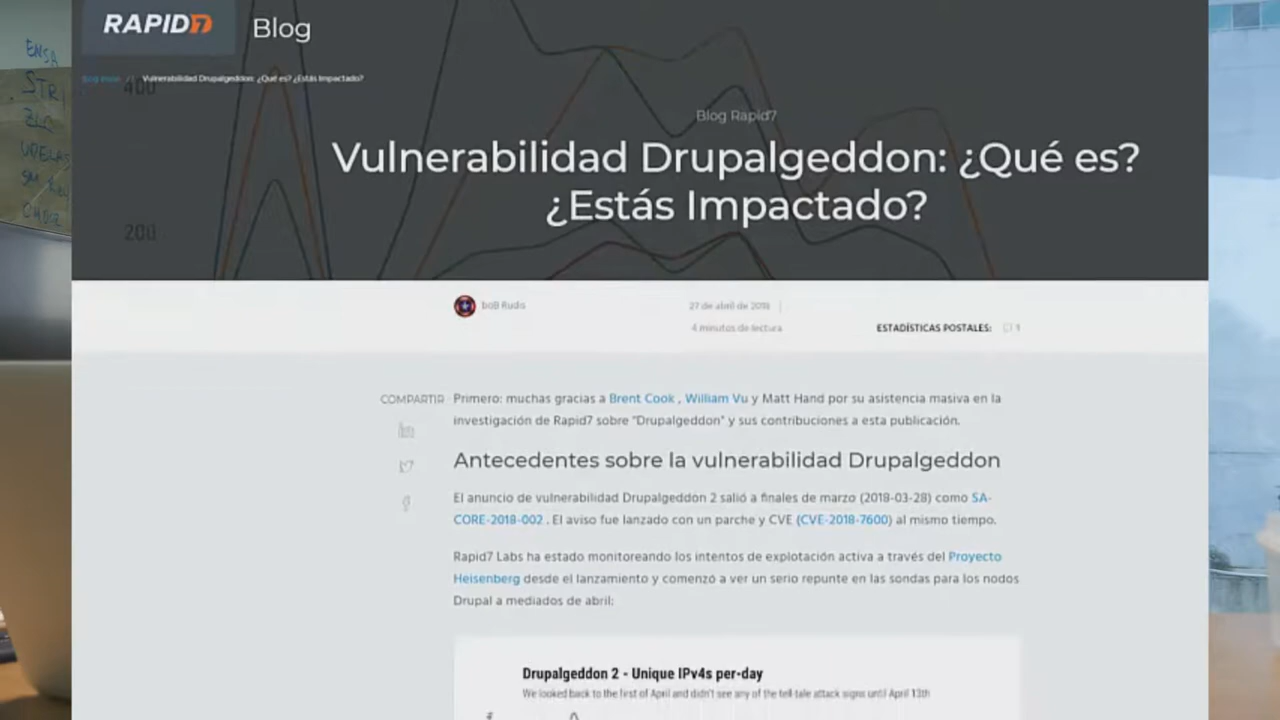 RAPID7 Blog
Vulnerabilidad Drupalgeddon: ¿Qué es? ¿Estás Impactado?
400
Blog Rapid7
Vulnerabilidad Drupalgeddon: ¿Qué es?
¿Estás Impactado?
200
boB Rudis
27 de abril de 2018
4 minutos de lectura
ESTADÍSTICAS POSTALES: 1
COMPARTIR
Primero: muchas gracias a Brent Cook , William Vu y Matt Hand por su asistencia masiva en la
investigación de Rapid7 sobre "Drupalgeddon" y sus contribuciones a esta publicación.
Antecedentes sobre la vulnerabilidad Drupalgeddon
El anuncio de vulnerabilidad Drupalgeddon 2 salió a finales de marzo (2018-03-28) como SA-
CORE-2018-002 . El aviso fue lanzado con un parche y CVE (CVE-2018-7600) al mismo tiempo.
Rapid7 Labs ha estado monitoreando los intentos de explotación activa a través del Proyecto
Heisenberg desde el lanzamiento y comenzó a ver un serio repunte en las sondas para los nodos
Drupal a mediados de abril:
Drupalgeddon 2 - Unique IPv4s per-day
We looked back to the first of April and didn't see any of the tell-tale attack signs until April 13th
ENSA
STRI